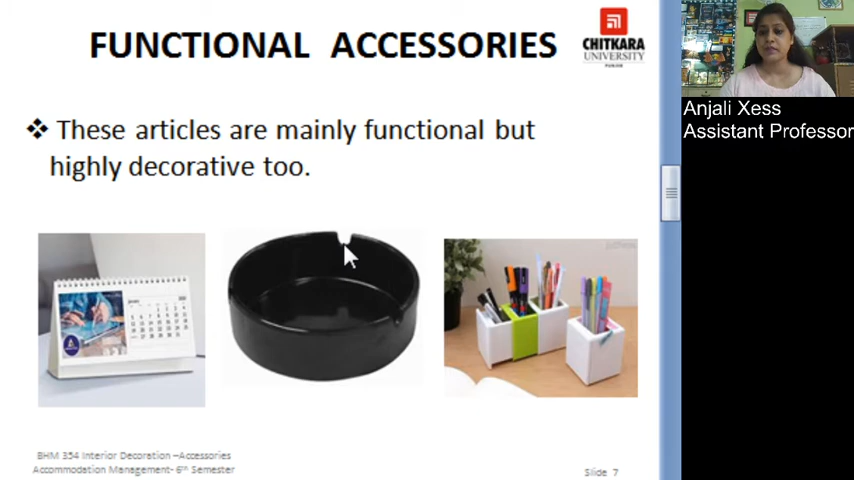 FUNCTIONAL ACCESSORIES
CHITKARA
UNIVERSITY
Anjali Xess
Assistant Professor
❖ These articles are mainly functional but
highly decorative too.
BHM 354 Interior Decoration –Accessories
Accommodation Management- 6th Semester
Slide 7